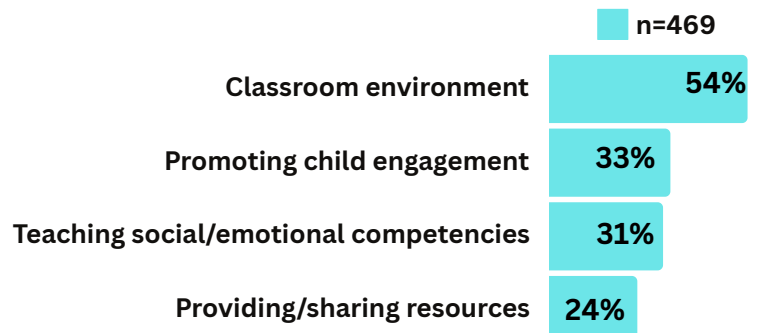 n=469
Classroom environment 54%
Promoting child engagement 33%
Teaching social/emotional competencies 31%
Providing/sharing resources 24%